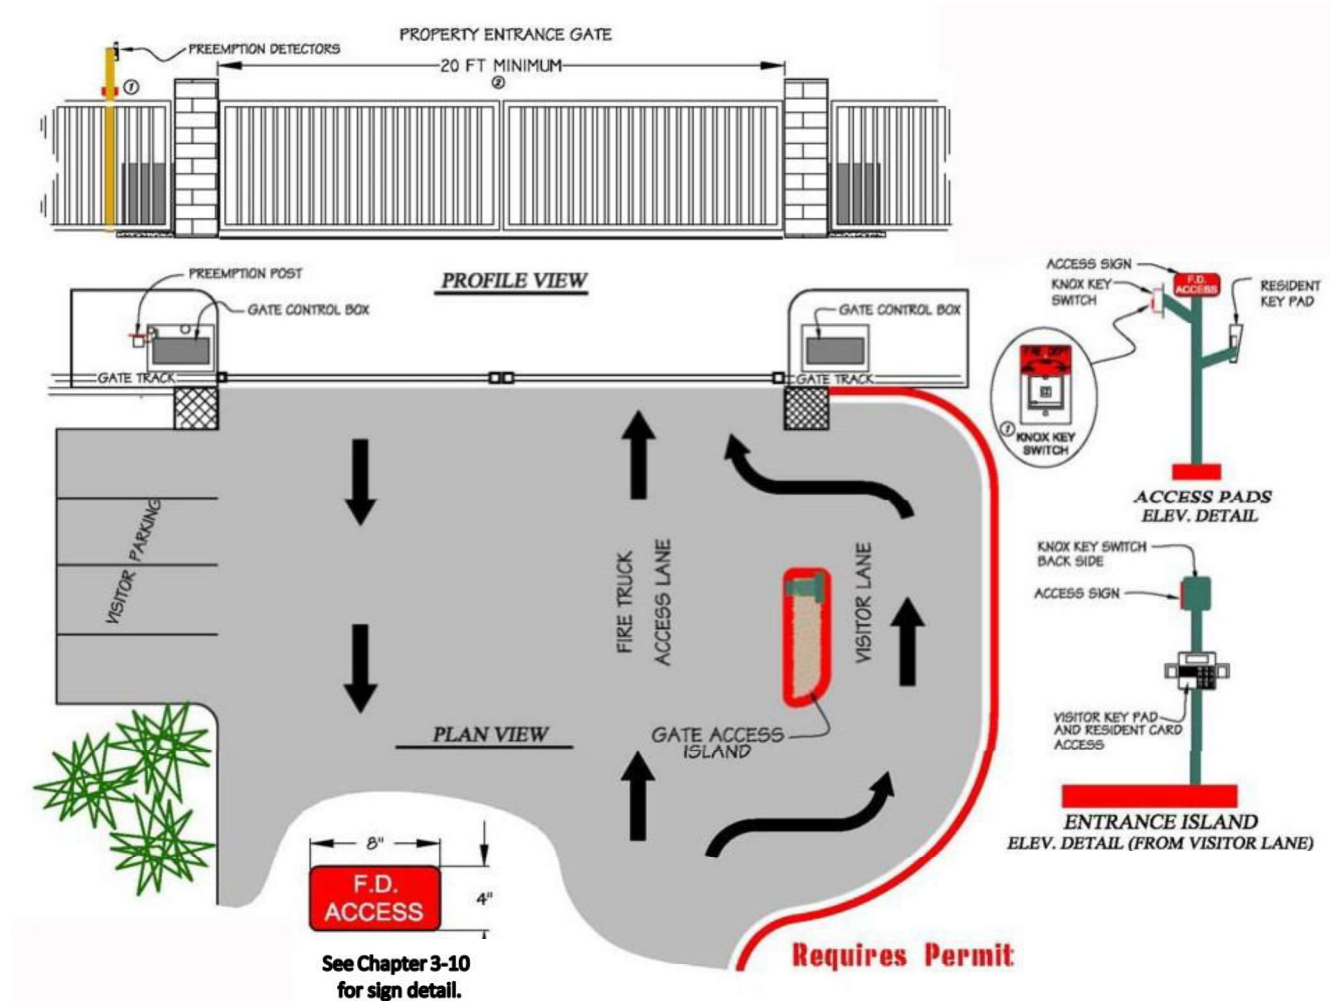 PROPERTY ENTRANCE GATE
PREEMPTION DETECTORS
20 FT MINIMUM
1
2
PROFILE VIEW
PREEMPTION POST
GATE CONTROL BOX
GATE CONTROL BOX
GATE TRACK
GATE TRACK
VISITOR PARKING
FIRE TRUCK
ACCESS LANE
VISITOR LANE
PLAN VIEW
GATE ACCESS
ISLAND
8"
4"
F.D.
ACCESS
See Chapter 3-10
for sign detail.
Requires Permit
ACCESS SIGN
KNOX KEY
SWITCH
F.D.
ACCESS
RESIDENT
KEY PAD
FIRE DEPT
1
KNOX KEY
SWITCH
ACCESS PADS
ELEV. DETAIL
KNOX KEY SWITCH
BACK SIDE
ACCESS SIGN
VISITOR KEY PAD
AND RESIDENT CARD
ACCESS
ENTRANCE ISLAND
ELEV. DETAIL (FROM VISITOR LANE)